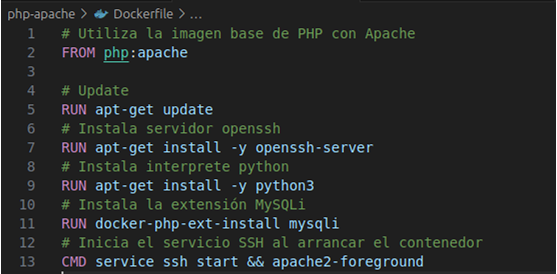 php-apache > Dockerfile > ...
1 # Utiliza la imagen base de PHP con Apache
2 FROM php:apache
3
4 # Update
5 RUN apt-get update
6 # Instala servidor openssh
7 RUN apt-get install -y openssh-server
8 # Instala interprete python
9 RUN apt-get install -y python3
10 # Instala la extensión MySQLi
11 RUN docker-php-ext-install mysqli
12 # Inicia el servicio SSH al arrancar el contenedor
13 CMD service ssh start && apache2-foreground